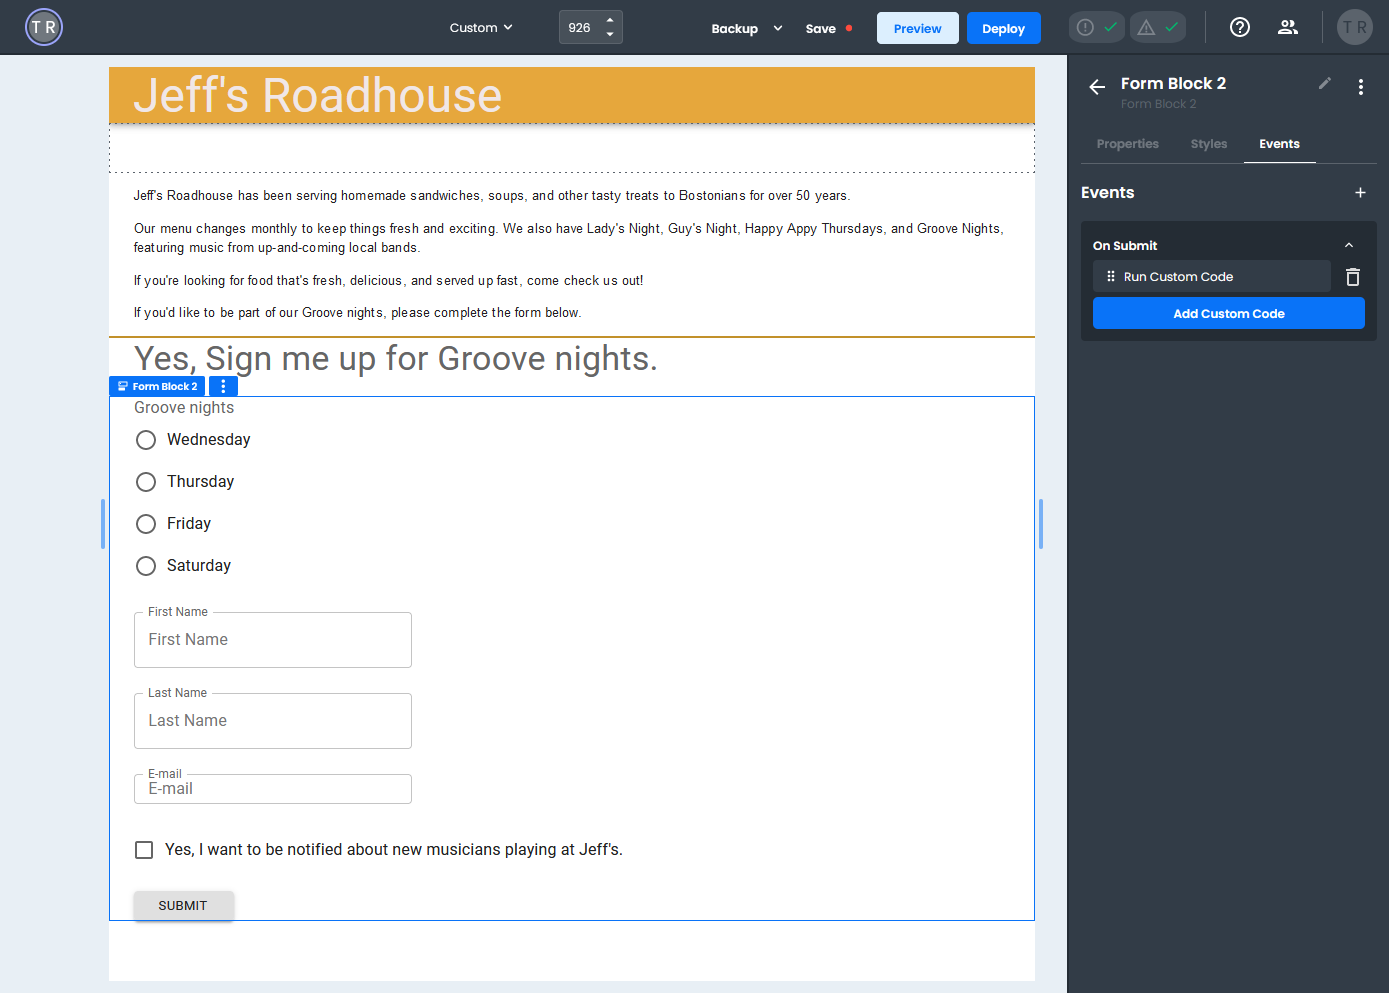 T R
Custom
926
Backup
Save
Preview
Deploy
T R
Jeff's Roadhouse
Jeff's Roadhouse has been serving homemade sandwiches, soups, and other tasty treats to Bostonians for over 50 years.
Our menu changes monthly to keep things fresh and exciting. We also have Lady's Night, Guy's Night, Happy Appy Thursdays, and Groove Nights,
featuring music from up-and-coming local bands.
If you're looking for food that's fresh, delicious, and served up fast, come check us out!
If you'd like to be part of our Groove nights, please complete the form below.
Yes, Sign me up for Groove nights.
Form Block 2
Groove nights
Wednesday
Thursday
Friday
Saturday
First Name
First Name
Last Name
Last Name
E-mail
E-mail
Yes, I want to be notified about new musicians playing at Jeff's.
SUBMIT
Form Block 2
Form Block 2
Properties
Styles
Events
Events
On Submit
Run Custom Code
Add Custom Code